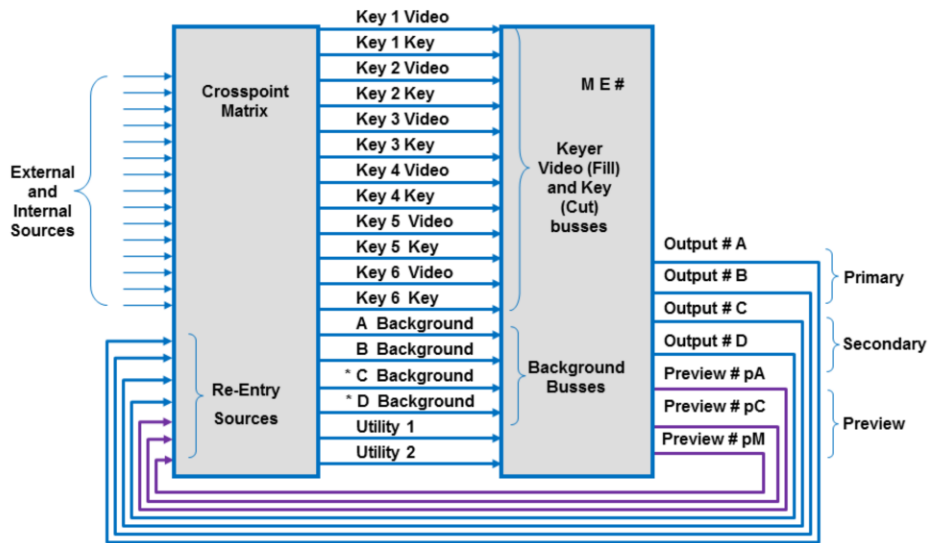 External
and
Internal
Sources
Crosspoint
Matrix
Re-Entry
Sources
Key 1 Video
Key 1 Key
Key 2 Video
Key 2 Key
Key 3 Video
Key 3 Key
Key 4 Video
Key 4 Key
Key 5 Video
Key 5 Key
Key 6 Video
Key 6 Key
A Background
B Background
* C Background
* D Background
Utility 1
Utility 2
M E #
Keyer
Video (Fill)
and Key
(Cut)
busses
Background
Busses
Output # A
Output # B
Output # C
Output # D
Preview # pA
Preview # pC
Preview # pM
Primary
Secondary
Preview